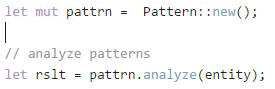 let mut pattrn =  Pattern::new();
// analyze patterns
let rslt = pattrn.analyze(entity);